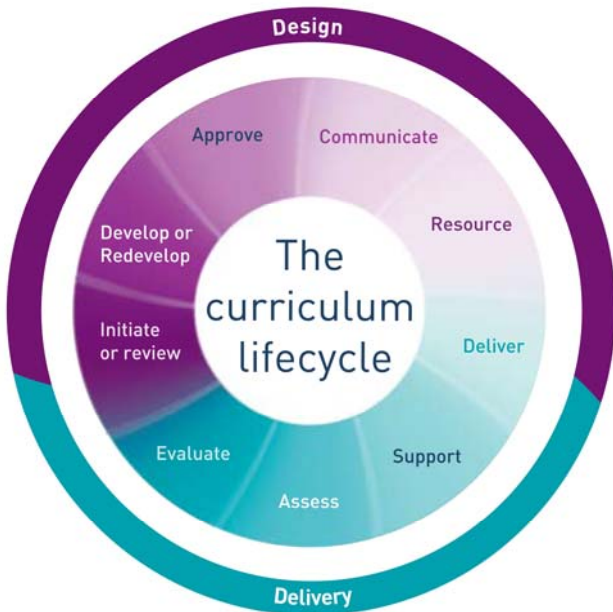 Design
Approve
Communicate
Develop or
Redevelop
Resource
The
curriculum
lifecycle
Initiate
or review
Deliver
Evaluate
Support
Assess
Delivery